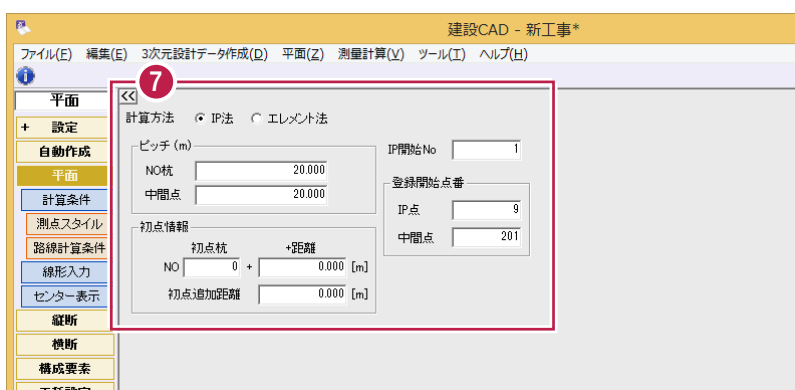 建設CAD - 新工事*
ファイル(F) 編集(E) 3次元設計データ作成(D) 平面(Z) 測量計算(V) ツール(T) ヘルプ(H)
平面
+ 設定
自動作成
平面
計算条件
測点スタイル
路線計算条件
線形入力
センター表示
縦断
横断
構成要素
<<
7
計算方法 IP法 エレメント法
ピッチ(m)
NO杭 20.000
中間点 20.000
初点情報
初点杭 +距離
NO 0 + 0.000 [m]
初点追加距離 0.000 [m]
IP開始No 1
登録開始点番
IP点 9
中間点 201